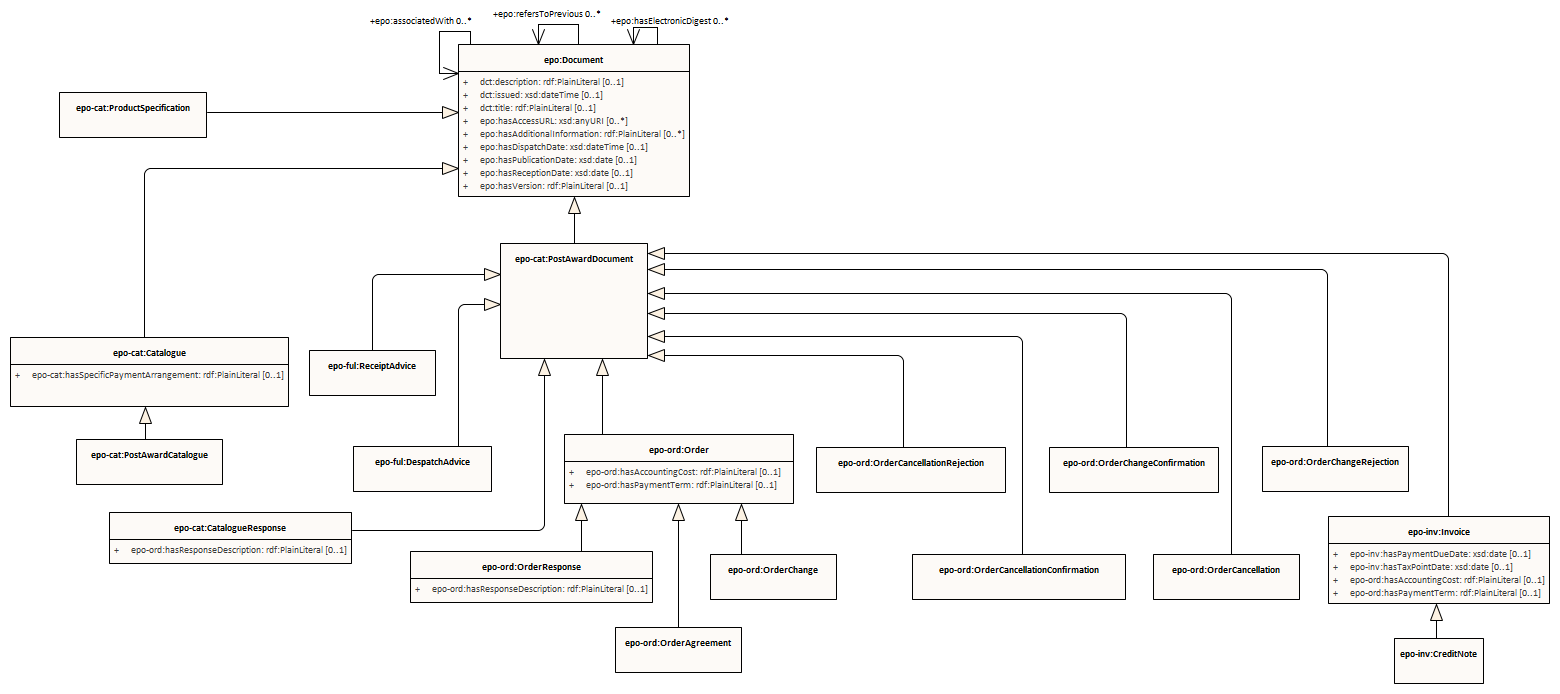 +epo:associatedWith 0..*
+epo:refersToPrevious 0..*
+epo:hasElectronicDigest 0..*
epo:Document
+ dct:description: rdf:PlainLiteral [0..1]
+ dct:issued: xsd:dateTime [0..1]
+ dct:title: rdf:PlainLiteral [0..1]
+ epo:hasAccessURL: xsd:anyURI [0..*]
+ epo:hasAdditionalInformation: rdf:PlainLiteral [0..*]
+ epo:hasDispatchDate: xsd:dateTime [0..1]
+ epo:hasPublicationDate: xsd:date [0..1]
+ epo:hasReceptionDate: xsd:date [0..1]
+ epo:hasVersion: rdf:PlainLiteral [0..1]
epo-cat:ProductSpecification
epo-cat:PostAwardDocument
epo-cat:Catalogue
+ epo-cat:hasSpecificPaymentArrangement: rdf:PlainLiteral [0..1]
epo-ful:ReceiptAdvice
epo-cat:PostAwardCatalogue
epo-ful:DespatchAdvice
epo-ord:Order
+ epo-ord:hasAccountingCost: rdf:PlainLiteral [0..1]
+ epo-ord:hasPaymentTerm: rdf:PlainLiteral [0..1]
epo-ord:OrderCancellationRejection
epo-ord:OrderChangeConfirmation
epo-ord:OrderChangeRejection
epo-cat:CatalogueResponse
+ epo-ord:hasResponseDescription: rdf:PlainLiteral [0..1]
epo-ord:OrderResponse
+ epo-ord:hasResponseDescription: rdf:PlainLiteral [0..1]
epo-ord:OrderChange
epo-ord:OrderCancellationConfirmation
epo-ord:OrderCancellation
epo-inv:Invoice
+ epo-inv:hasPaymentDueDate: xsd:date [0..1]
+ epo-inv:hasTaxPointDate: xsd:date [0..1]
+ epo-ord:hasAccountingCost: rdf:PlainLiteral [0..1]
+ epo-ord:hasPaymentTerm: rdf:PlainLiteral [0..1]
epo-ord:OrderAgreement
epo-inv:CreditNote